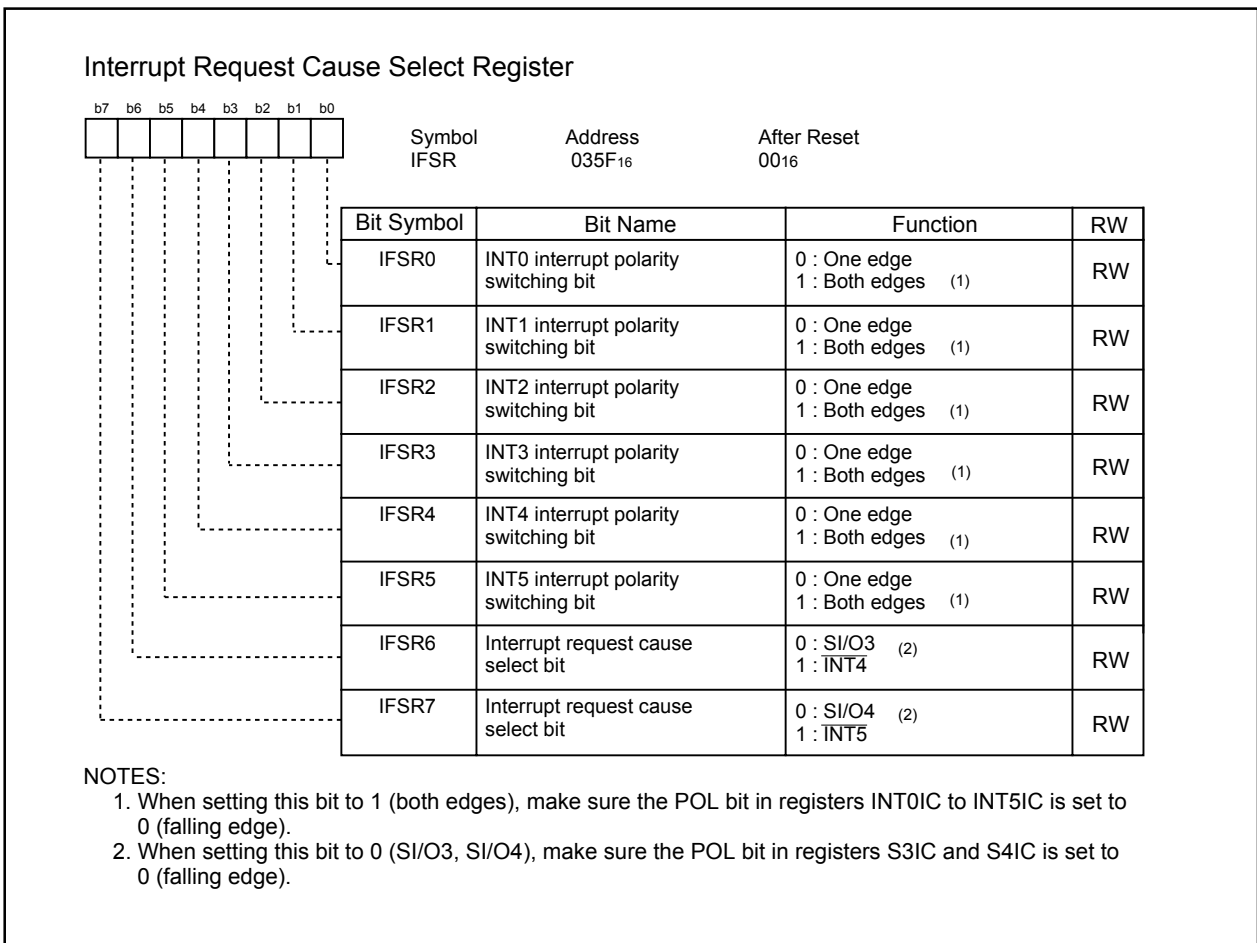 Interrupt Request Cause Select Register
b7 b6 b5 b4 b3 b2 b1 b0
Symbol Address After Reset
IFSR 035F16 0016
Bit Symbol Bit Name Function RW
IFSR0 INT0 interrupt polarity 0 : One edge RW
switching bit 1 : Both edges (1)
IFSR1 INT1 interrupt polarity 0 : One edge RW
switching bit 1 : Both edges (1)
IFSR2 INT2 interrupt polarity 0 : One edge RW
switching bit 1 : Both edges (1)
IFSR3 INT3 interrupt polarity 0 : One edge RW
switching bit 1 : Both edges (1)
IFSR4 INT4 interrupt polarity 0 : One edge RW
switching bit 1 : Both edges (1)
IFSR5 INT5 interrupt polarity 0 : One edge RW
switching bit 1 : Both edges (1)
IFSR6 Interrupt request cause 0 : SI/O3 (2) RW
select bit 1 : INT4
IFSR7 Interrupt request cause 0 : SI/O4 (2) RW
select bit 1 : INT5
NOTES:
1. When setting this bit to 1 (both edges), make sure the POL bit in registers INT0IC to INT5IC is set to
0 (falling edge).
2. When setting this bit to 0 (SI/O3, SI/O4), make sure the POL bit in registers S3IC and S4IC is set to
0 (falling edge).